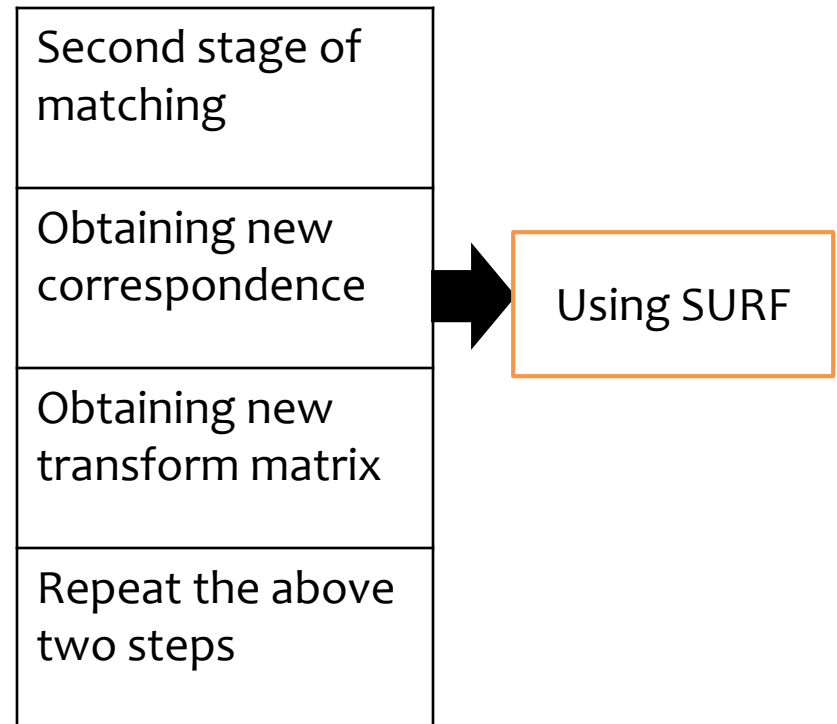 Second stage of
matching
Obtaining new
correspondence
Using SURF
Obtaining new
transform matrix
Repeat the above
two steps